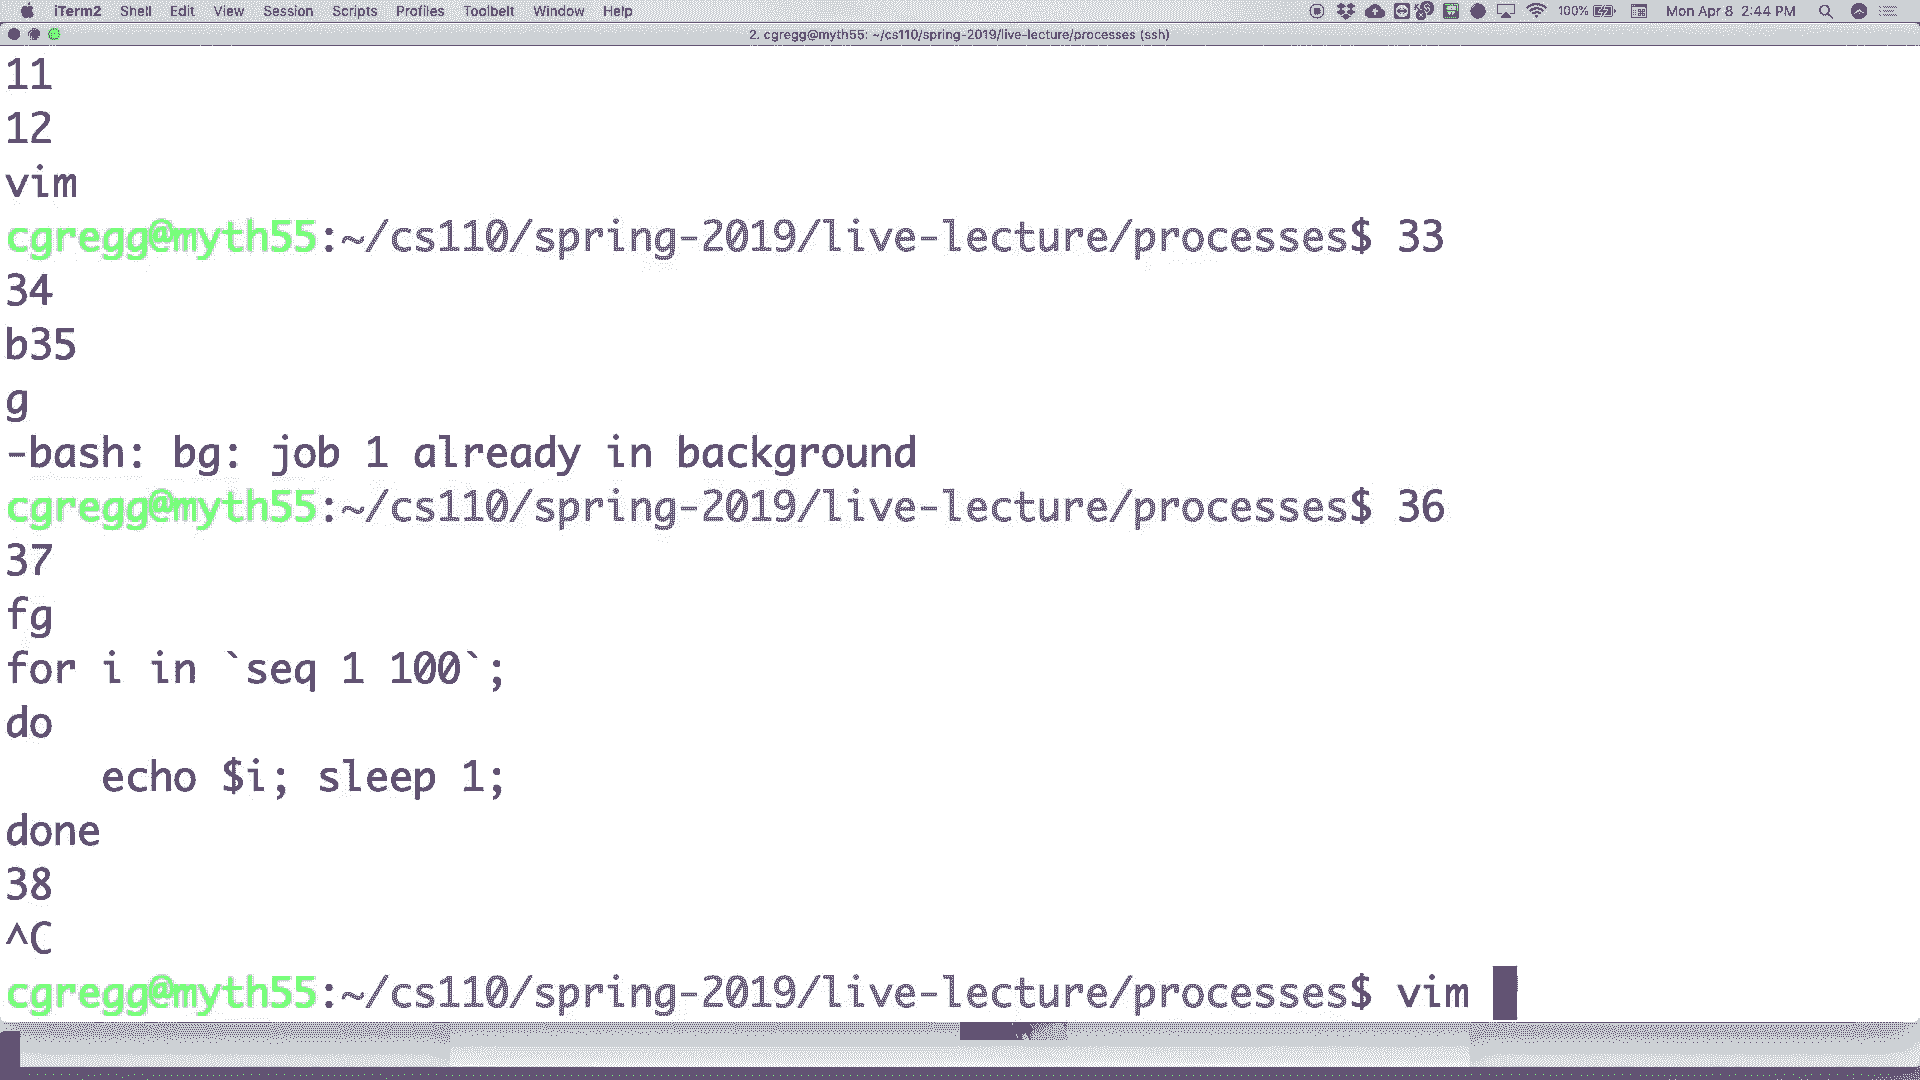 iTerm2 Shell Edit View Session Scripts Profiles Toolbelt Window Help 100% Mon Apr 8 2:44 PM
2. cgregg@myth55: ~/cs110/spring-2019/live-lecture/processes (ssh)
11
12
vim
cgregg@myth55:~/cs110/spring-2019/live-lecture/processes$ 33
34
b35
g
-bash: bg: job 1 already in background
cgregg@myth55:~/cs110/spring-2019/live-lecture/processes$ 36
37
fg
for i in `seq 1 100`;
do
    echo $i; sleep 1;
done
38
^C
cgregg@myth55:~/cs110/spring-2019/live-lecture/processes$ vim